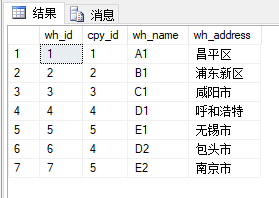 结果 消息
wh_id cpy_id wh_name wh_address
1 1 1 A1 昌平区
2 2 2 B1 浦东新区
3 3 3 C1 咸阳市
4 4 4 D1 呼和浩特
5 5 5 E1 无锡市
6 6 4 D2 包头市
7 7 5 E2 南京市